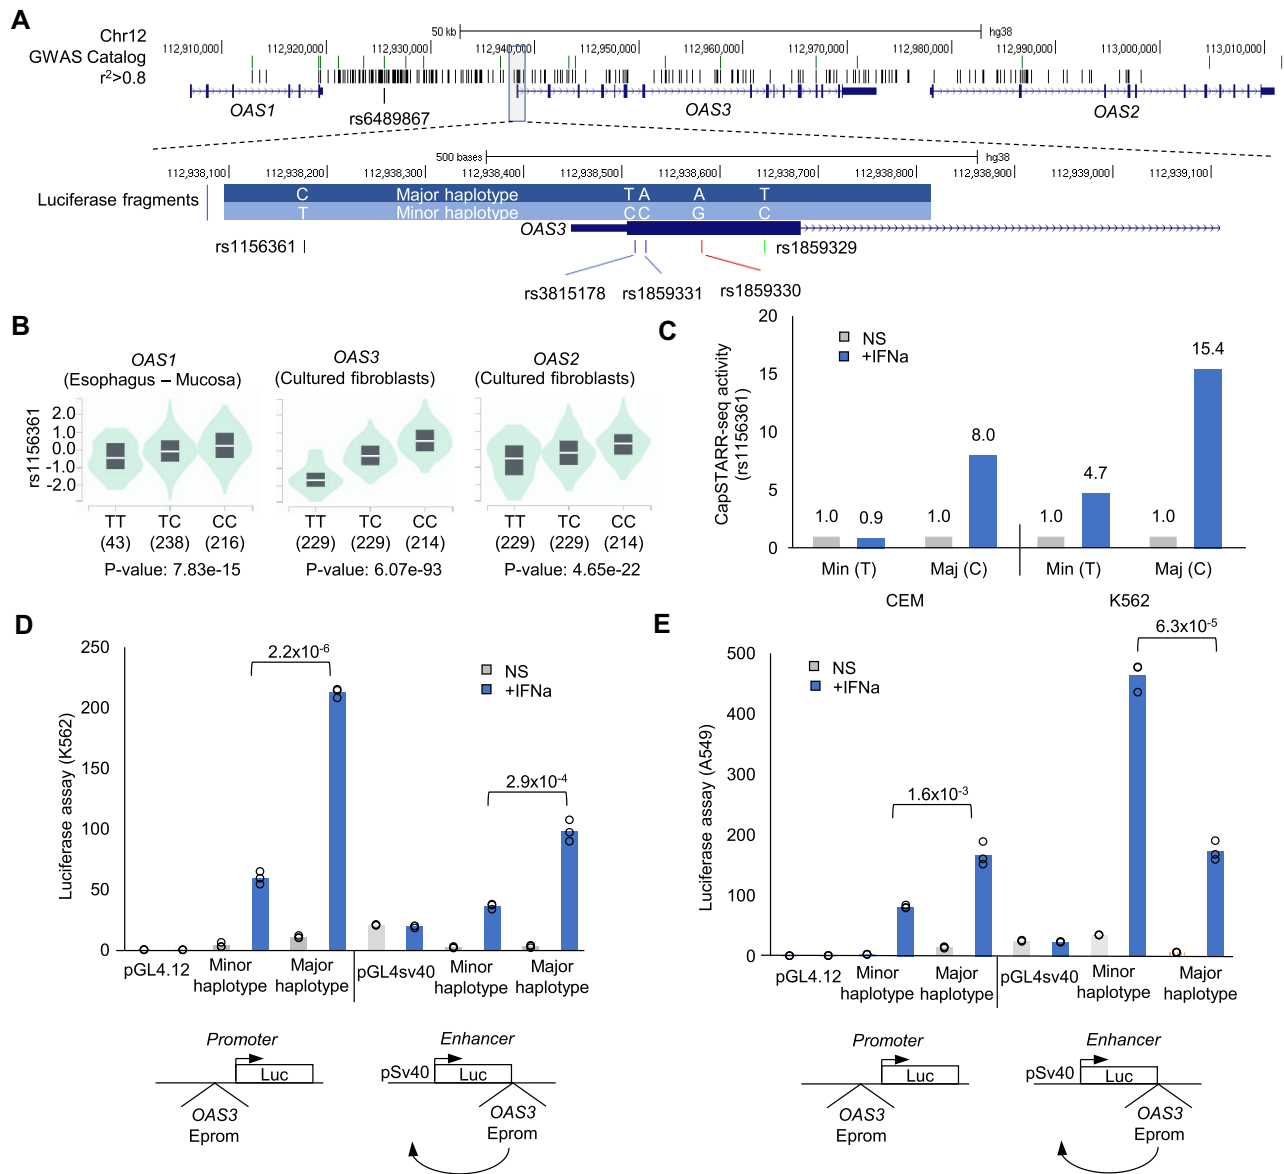 A
Chr12
GWAS Catalog
r2>0.8
50 kb
hg38
112,910,000
112,920,000
112,930,000
112,940,000
112,950,000
112,960,000
112,970,000
112,980,000
112,990,000
113,000,000
113,010,000
OAS1
OAS3
OAS2
rs6489867
500 bases
hg38
112,938,100
112,938,200
112,938,300
112,938,400
112,938,500
112,938,600
112,938,700
112,938,800
112,938,900
112,939,000
112,939,100
Luciferase fragments
C Major haplotype T A A T
T Minor haplotype C C G C
OAS3
rs1156361
rs1859329
rs3815178
rs1859331
rs1859330
B
OAS1
(Esophagus – Mucosa)
OAS3
(Cultured fibroblasts)
OAS2
(Cultured fibroblasts)
rs1156361
2.0
1.0
0.0
-1.0
-2.0
TT TC CC
(43) (238) (216)
P-value: 7.83e-15
TT TC CC
(229) (229) (214)
P-value: 6.07e-93
TT TC CC
(229) (229) (214)
P-value: 4.65e-22
C
CapSTARR-seq activity
(rs1156361)
20
15
10
5
0
NS
+IFNa
1.0 0.9 1.0 8.0 1.0 4.7 1.0 15.4
Min (T) Maj (C) Min (T) Maj (C)
CEM K562
D
Luciferase assay (K562)
250
200
150
100
50
0
NS
+IFNa
2.2x10-6
2.9x10-4
pGL4.12
Minor
haplotype
Major
haplotype
pGL4sv40
Minor
haplotype
Major
haplotype
Promoter
Luc
OAS3
Eprom
Enhancer
pSv40
Luc
OAS3
Eprom
E
Luciferase assay (A549)
500
400
300
200
100
0
NS
+IFNa
1.6x10-3
6.3x10-5
pGL4.12
Minor
haplotype
Major
haplotype
pGL4sv40
Minor
haplotype
Major
haplotype
Promoter
Luc
OAS3
Eprom
Enhancer
pSv40
Luc
OAS3
Eprom